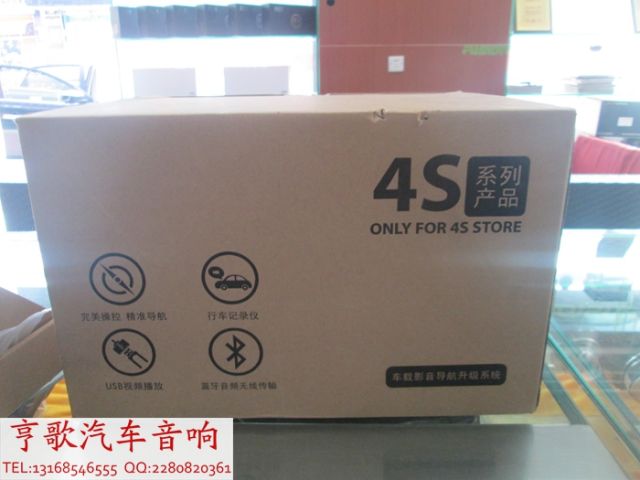 4S 系列产品
ONLY FOR 4S STORE
完美操控 精准导航
行车记录仪
USB视频播放
蓝牙音频无线传输
车载影音导航升级系统
亨歌汽车音响
TEL:13168546555 QQ:2280820361